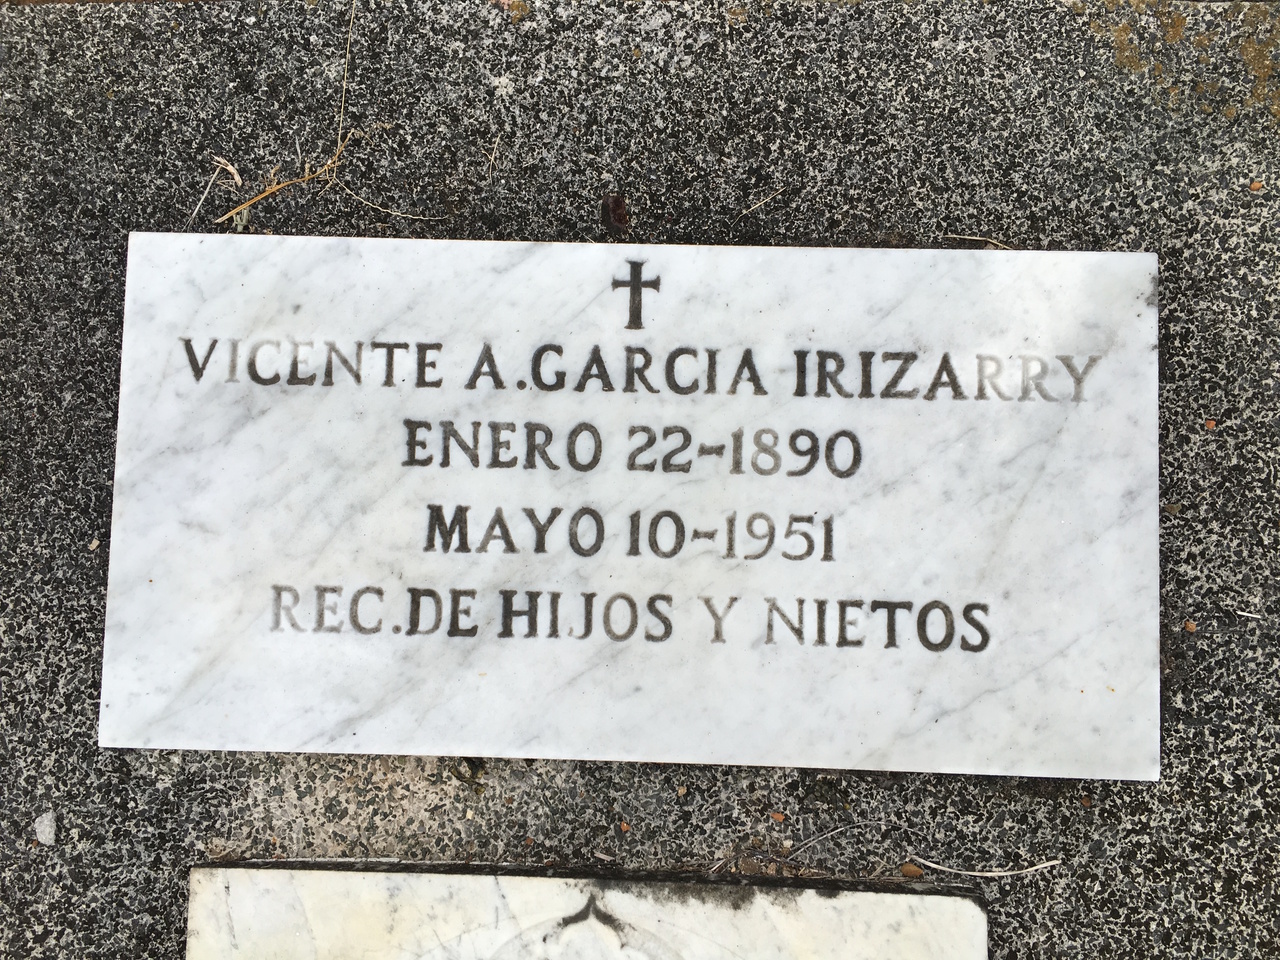 VICENTE A. GARCIA IRIZARRY
ENERO 22-1890
MAYO 10-1951
REC. DE HIJOS Y NIETOS